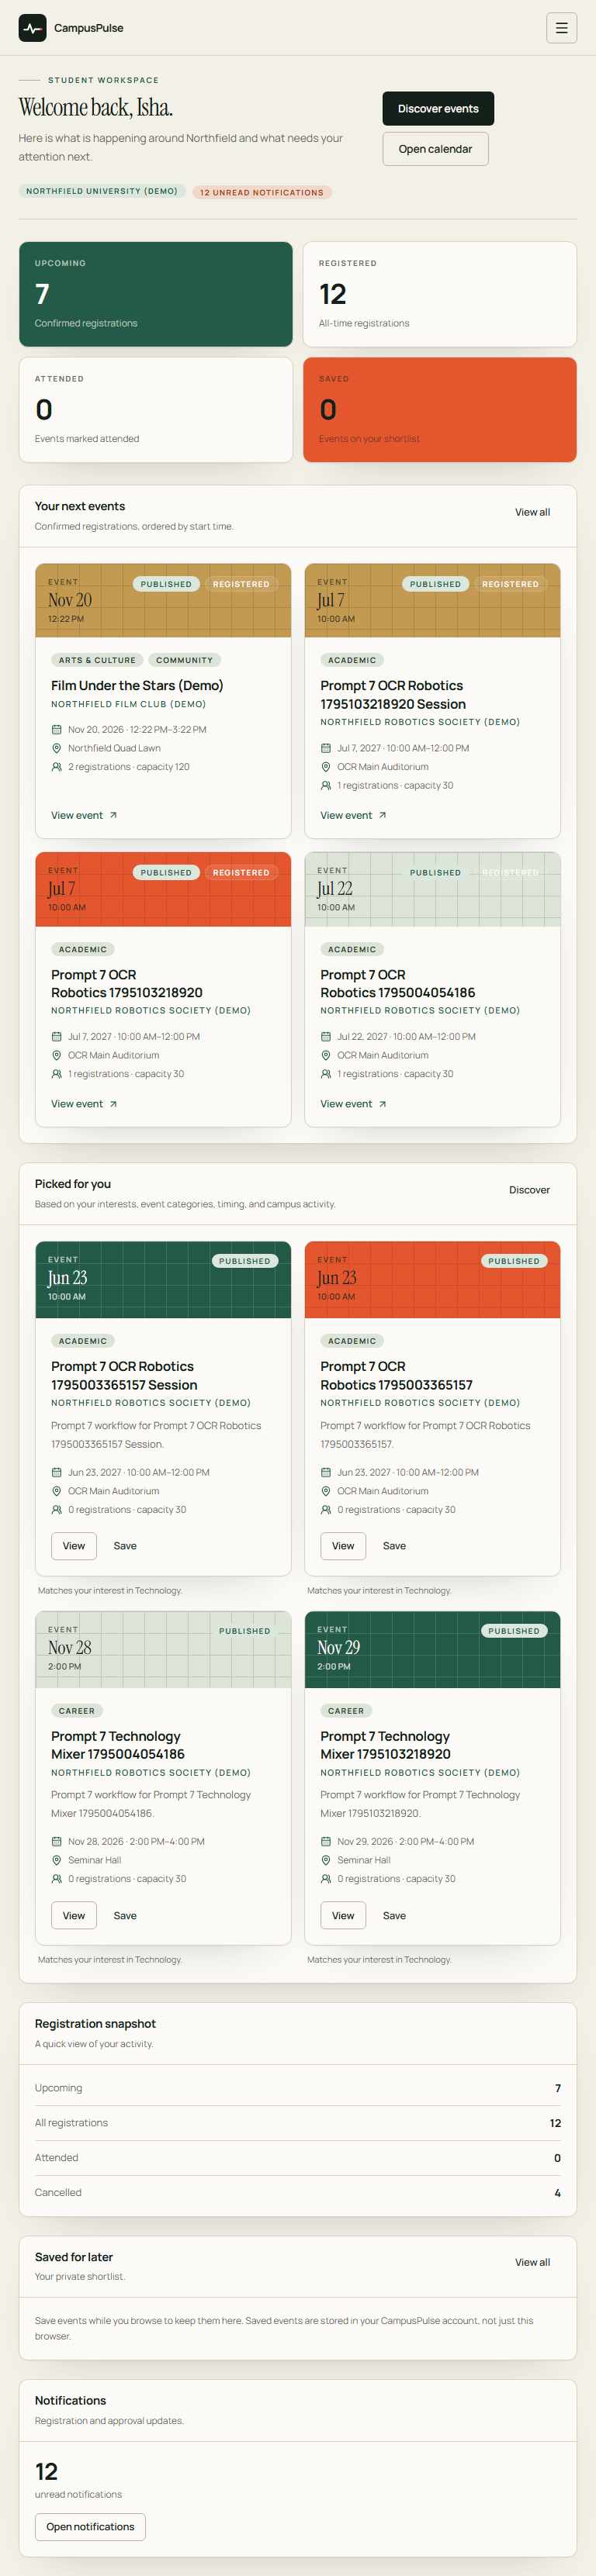 CampusPulse
STUDENT WORKSPACE
Welcome back, Isha.
Here is what is happening around Northfield and what needs your
attention next.
NORTHFIELD UNIVERSITY (DEMO)
12 UNREAD NOTIFICATIONS
Discover events
Open calendar
UPCOMING
7
Confirmed registrations
REGISTERED
12
All-time registrations
ATTENDED
0
Events marked attended
SAVED
0
Events on your shortlist
Your next events
Confirmed registrations, ordered by start time.
View all
EVENT
Nov 20
12:22 PM
PUBLISHED
REGISTERED
ARTS & CULTURE
COMMUNITY
Film Under the Stars (Demo)
NORTHFIELD FILM CLUB (DEMO)
Nov 20, 2026 · 12:22 PM–3:22 PM
Northfield Quad Lawn
2 registrations · capacity 120
View event
EVENT
Jul 7
10:00 AM
PUBLISHED
REGISTERED
ACADEMIC
Prompt 7 OCR Robotics
1795103218920 Session
NORTHFIELD ROBOTICS SOCIETY (DEMO)
Jul 7, 2027 · 10:00 AM–12:00 PM
OCR Main Auditorium
1 registrations · capacity 30
View event
EVENT
Jul 7
10:00 AM
PUBLISHED
REGISTERED
ACADEMIC
Prompt 7 OCR
Robotics 1795103218920
NORTHFIELD ROBOTICS SOCIETY (DEMO)
Jul 7, 2027 · 10:00 AM–12:00 PM
OCR Main Auditorium
1 registrations · capacity 30
View event
EVENT
Jul 22
10:00 AM
PUBLISHED
REGISTERED
ACADEMIC
Prompt 7 OCR
Robotics 1795004054186
NORTHFIELD ROBOTICS SOCIETY (DEMO)
Jul 22, 2027 · 10:00 AM–12:00 PM
OCR Main Auditorium
1 registrations · capacity 30
View event
Picked for you
Based on your interests, event categories, timing, and campus activity.
Discover
EVENT
Jun 23
10:00 AM
PUBLISHED
ACADEMIC
Prompt 7 OCR Robotics
1795003365157 Session
NORTHFIELD ROBOTICS SOCIETY (DEMO)
Prompt 7 workflow for Prompt 7 OCR Robotics
1795003365157 Session.
Jun 23, 2027 · 10:00 AM–12:00 PM
OCR Main Auditorium
0 registrations · capacity 30
View
Save
Matches your interest in Technology.
EVENT
Jun 23
10:00 AM
PUBLISHED
ACADEMIC
Prompt 7 OCR
Robotics 1795003365157
NORTHFIELD ROBOTICS SOCIETY (DEMO)
Prompt 7 workflow for Prompt 7 OCR Robotics
1795003365157.
Jun 23, 2027 · 10:00 AM–12:00 PM
OCR Main Auditorium
0 registrations · capacity 30
View
Save
Matches your interest in Technology.
EVENT
Nov 28
2:00 PM
PUBLISHED
CAREER
Prompt 7 Technology
Mixer 1795004054186
NORTHFIELD ROBOTICS SOCIETY (DEMO)
Prompt 7 workflow for Prompt 7 Technology
Mixer 1795004054186.
Nov 28, 2026 · 2:00 PM–4:00 PM
Seminar Hall
0 registrations · capacity 30
View
Save
Matches your interest in Technology.
EVENT
Nov 29
2:00 PM
PUBLISHED
CAREER
Prompt 7 Technology
Mixer 1795103218920
NORTHFIELD ROBOTICS SOCIETY (DEMO)
Prompt 7 workflow for Prompt 7 Technology
Mixer 1795103218920.
Nov 29, 2026 · 2:00 PM–4:00 PM
Seminar Hall
0 registrations · capacity 30
View
Save
Matches your interest in Technology.
Registration snapshot
A quick view of your activity.
Upcoming 7
All registrations 12
Attended 0
Cancelled 4
Saved for later
Your private shortlist.
View all
Save events while you browse to keep them here. Saved events are stored in your CampusPulse account, not just this
browser.
Notifications
Registration and approval updates.
12
unread notifications
Open notifications